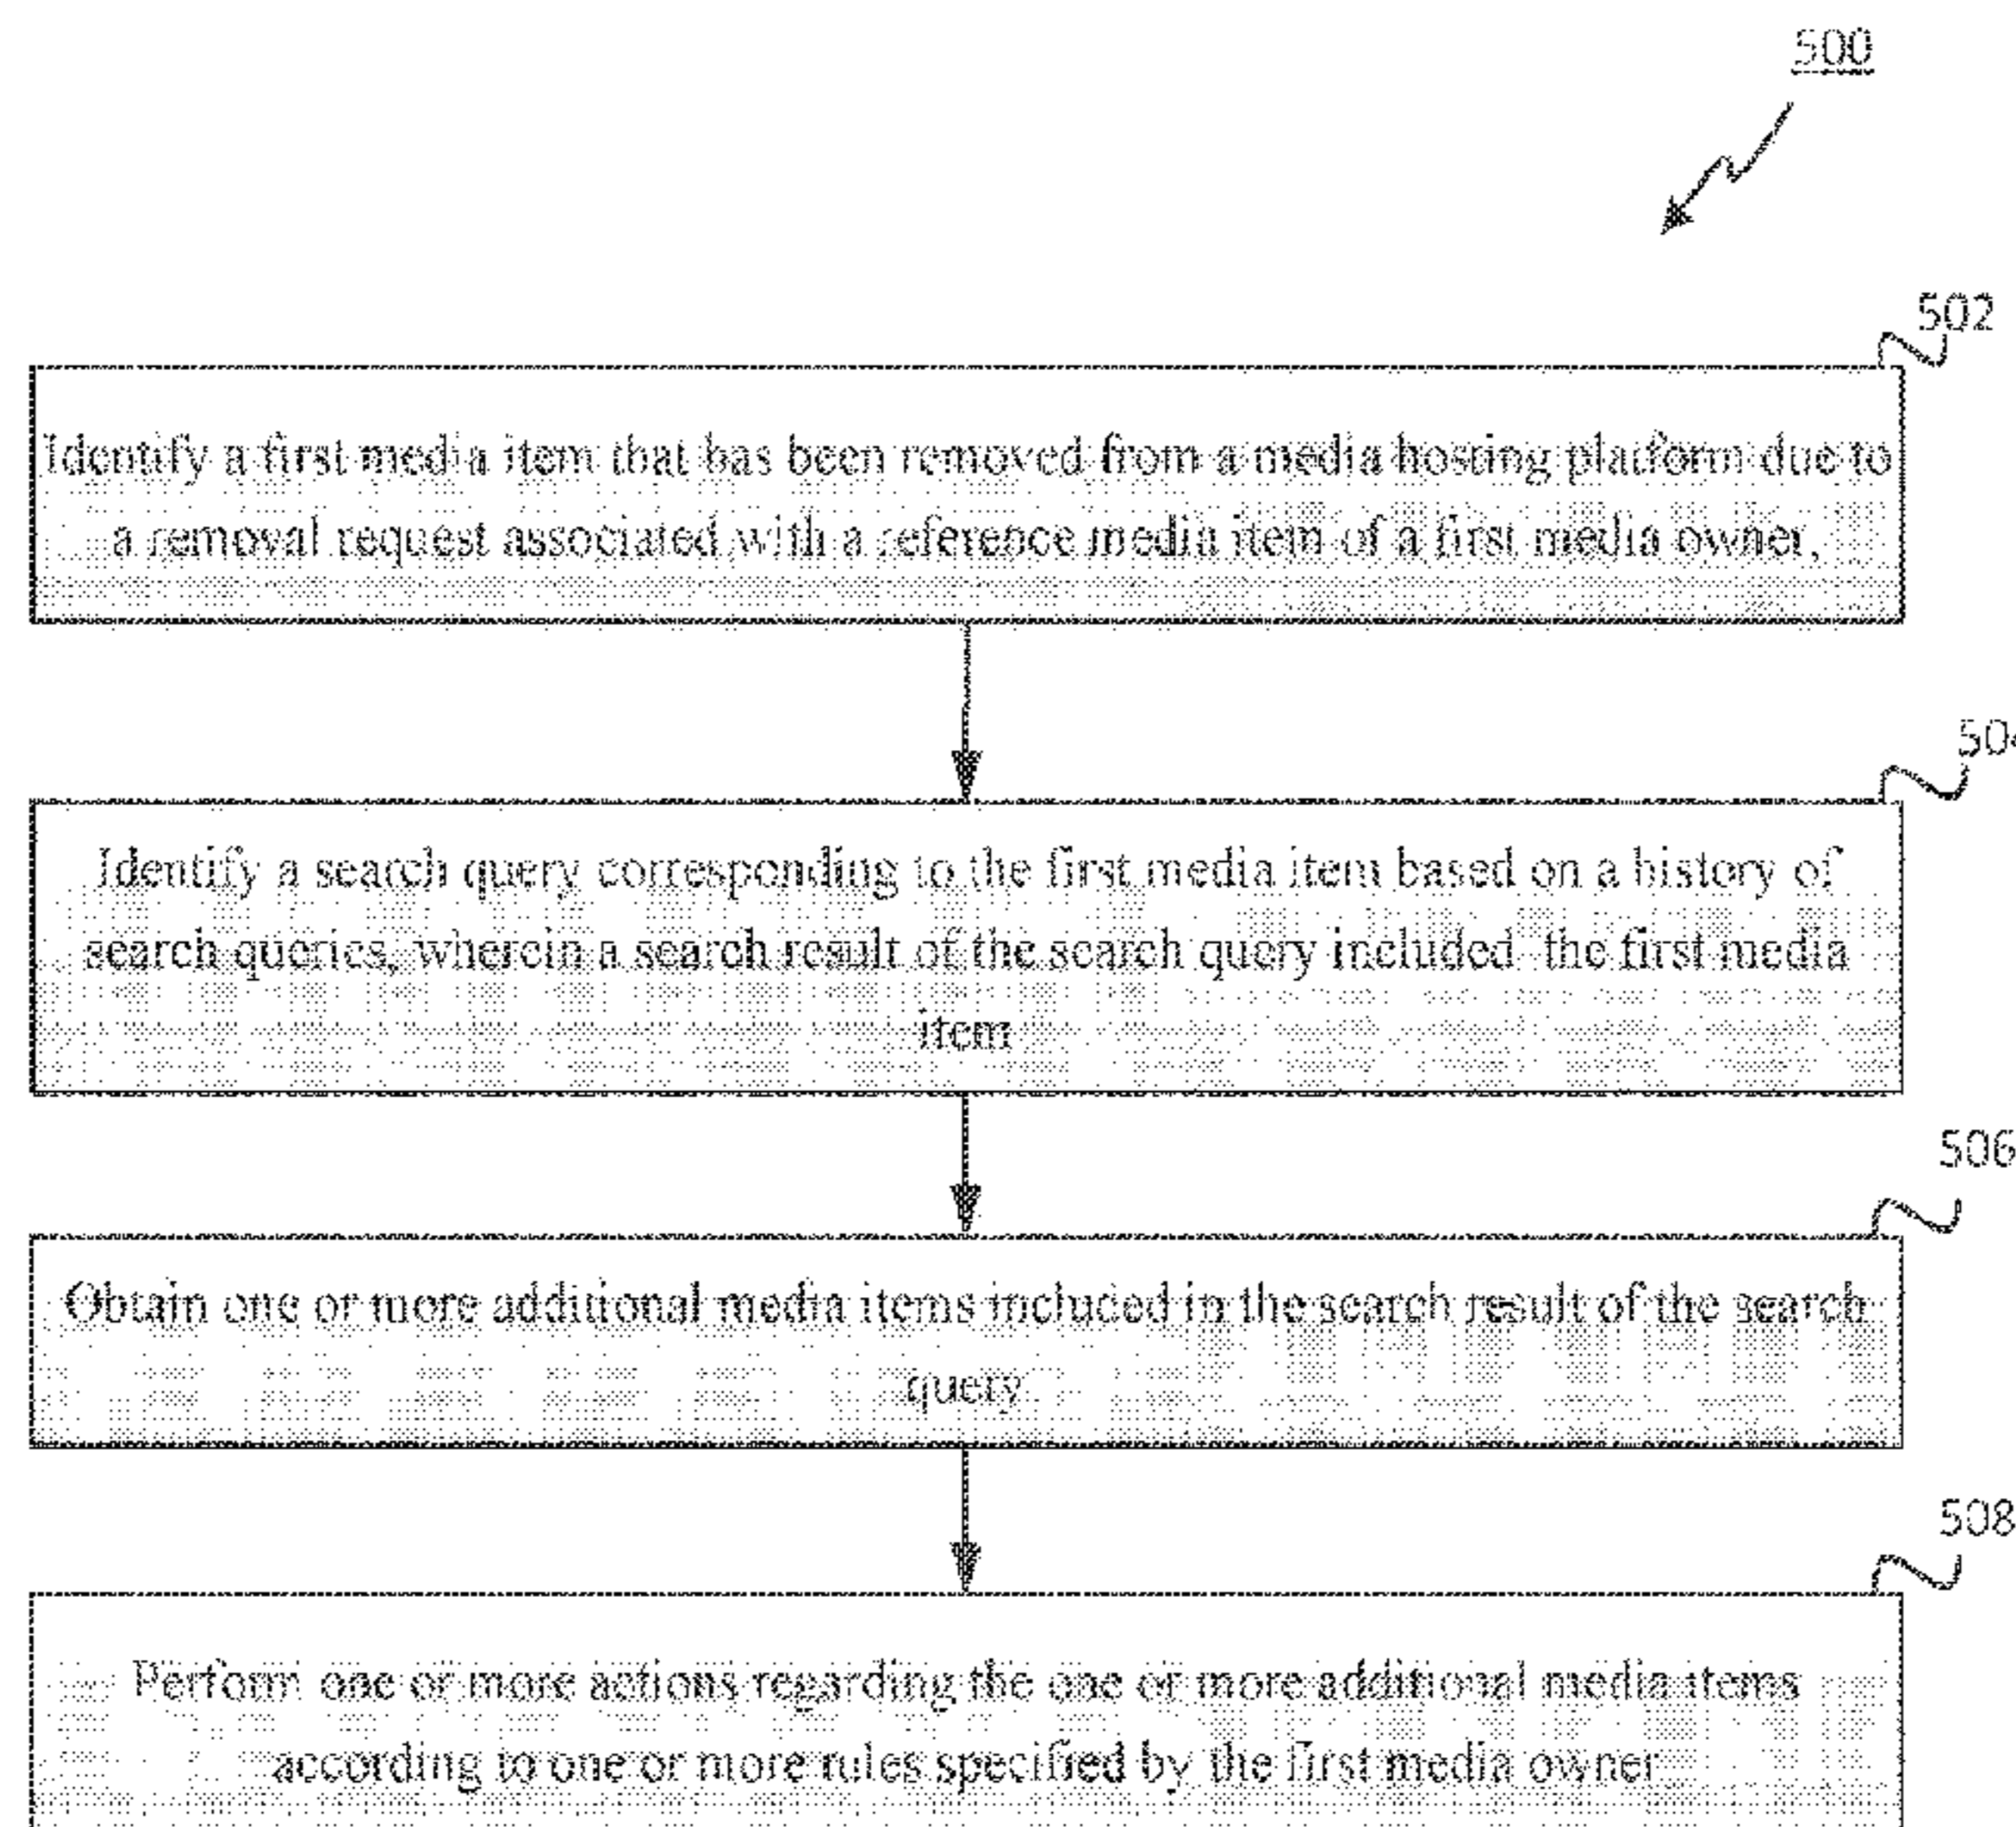 500
502
Identify a first media item that has been removed from a media hosting platform due to
a removal request associated with a reference media item of a first media owner,
504
Identify a search query corresponding to the first media item based on a history of
search queries, wherein a search result of the search query included the first media
item
506
Obtain one or more additional media items included in the search result of the search
query
508
Perform one or more actions regarding the one or more additional media items
according to one or more rules specified by the first media owner